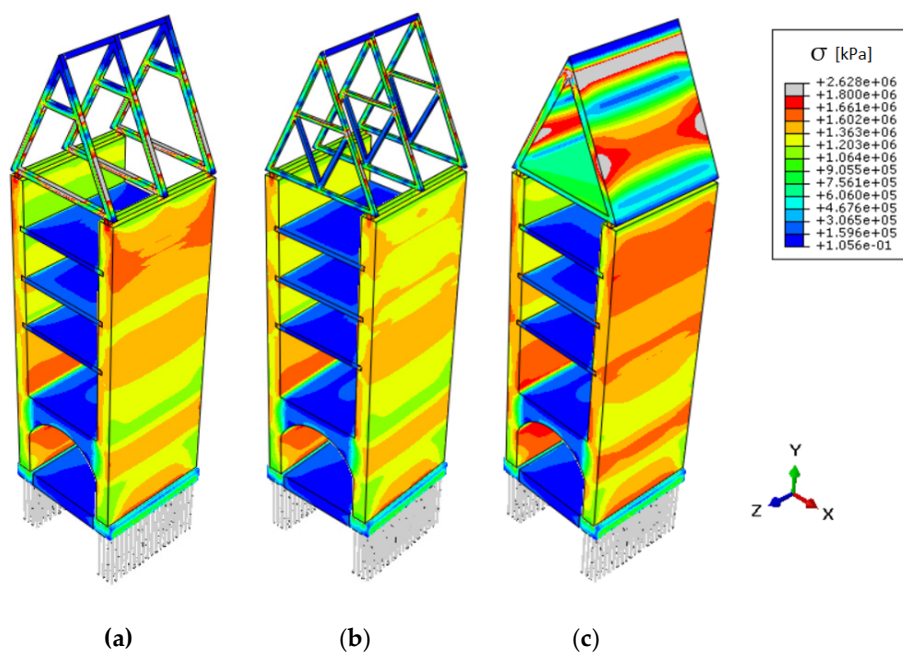 σ [kPa]
+2.628e+06
+1.800e+06
+1.661e+06
+1.602e+06
+1.363e+06
+1.203e+06
+1.064e+06
+9.055e+05
+7.561e+05
+6.060e+05
+4.676e+05
+3.065e+05
+1.596e+05
+1.056e-01
Y
Z
X
(a)
(b)
(c)